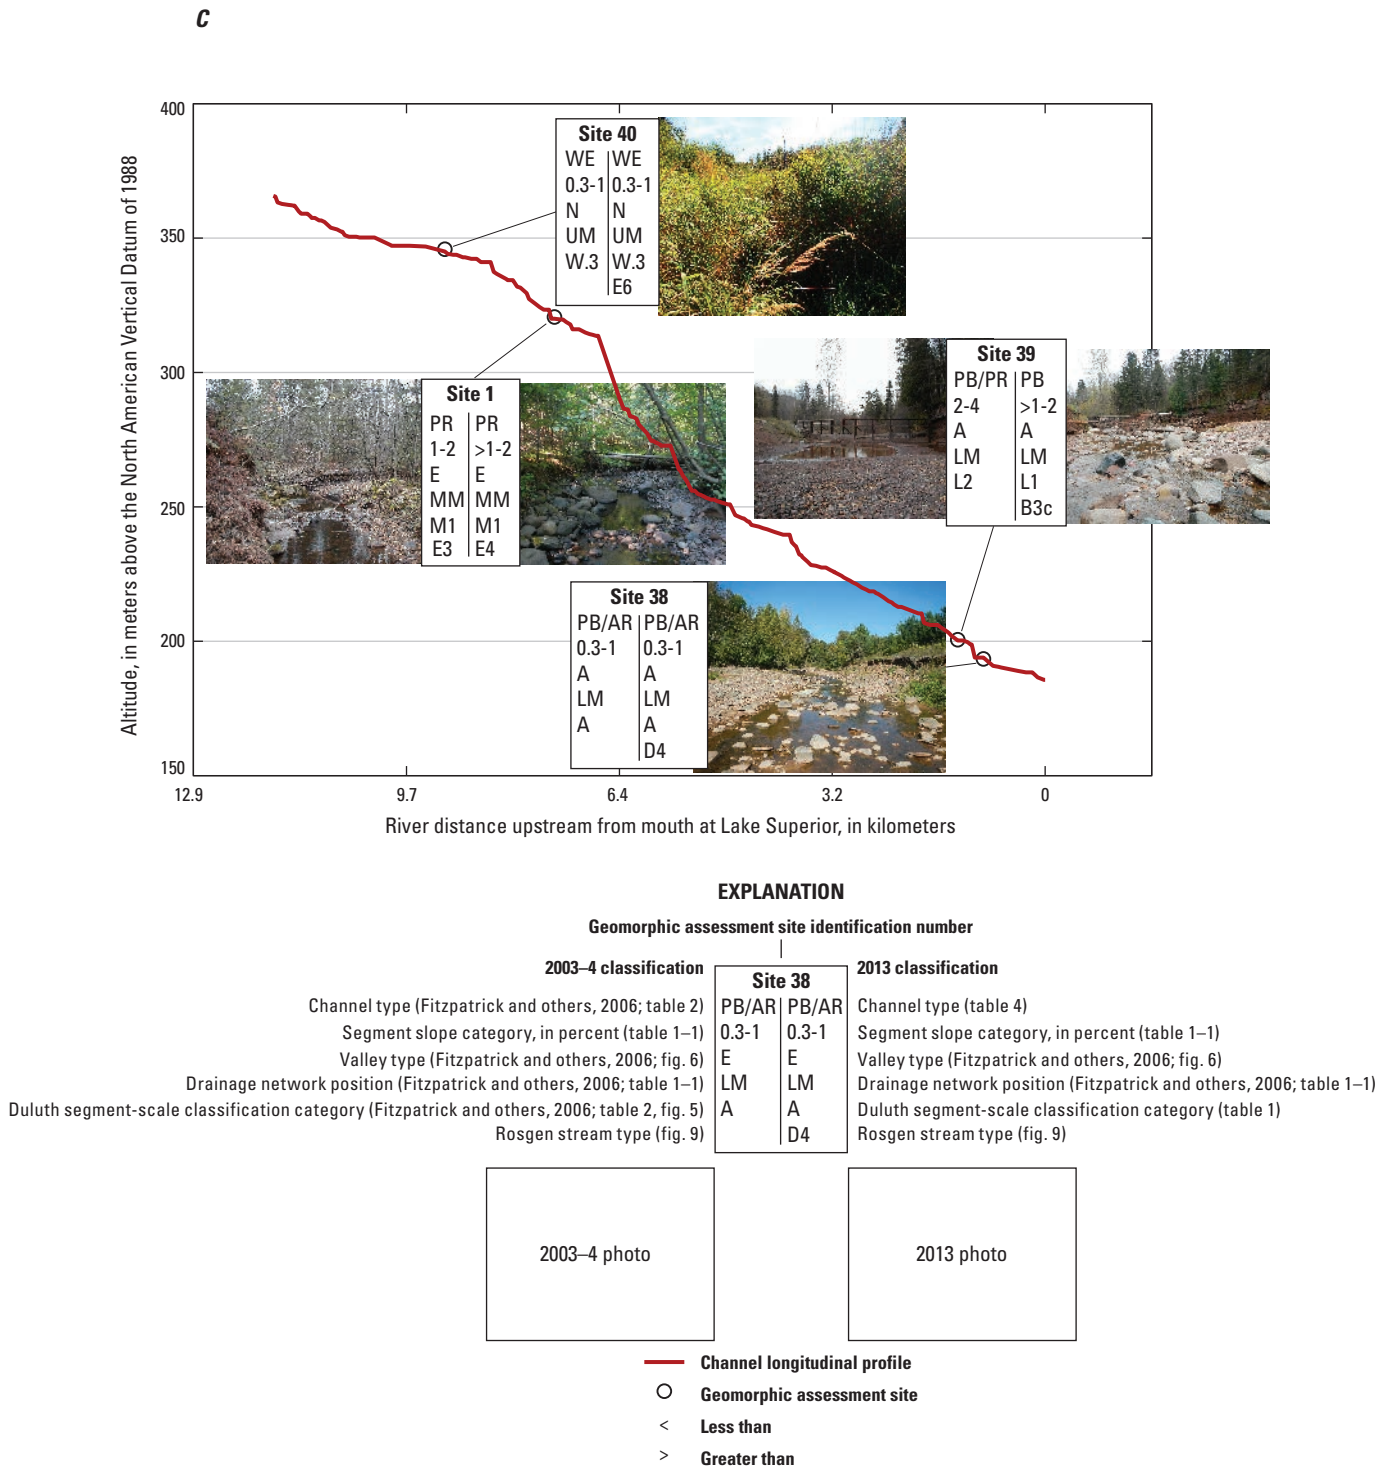 C
Altitude, in meters above the North American Vertical Datum of 1988
400
350
300
250
200
150
Site 40
WE WE
0.3-1 0.3-1
N N
UM UM
W.3 W.3
E6
Site 39
PB/PR PB
2-4 >1-2
A A
LM LM
L2 L1
B3c
Site 1
PR PR
1-2 >1-2
E E
MM MM
M1 M1
E3 E4
Site 38
PB/AR PB/AR
0.3-1 0.3-1
A A
LM LM
A A
D4
12.9 9.7 6.4 3.2 0
River distance upstream from mouth at Lake Superior, in kilometers
EXPLANATION
Geomorphic assessment site identification number
2003–4 classification Site 38 2013 classification
Channel type (Fitzpatrick and others, 2006; table 2) PB/AR PB/AR Channel type (table 4)
Segment slope category, in percent (table 1–1) 0.3-1 0.3-1 Segment slope category, in percent (table 1–1)
Valley type (Fitzpatrick and others, 2006; fig. 6) E E Valley type (Fitzpatrick and others, 2006; fig. 6)
Drainage network position (Fitzpatrick and others, 2006; table 1–1) LM LM Drainage network position (Fitzpatrick and others, 2006; table 1–1)
Duluth segment-scale classification category (Fitzpatrick and others, 2006; table 2, fig. 5) A A Duluth segment-scale classification category (table 1)
Rosgen stream type (fig. 9) D4 Rosgen stream type (fig. 9)
2003–4 photo 2013 photo
Channel longitudinal profile
Geomorphic assessment site
< Less than
> Greater than